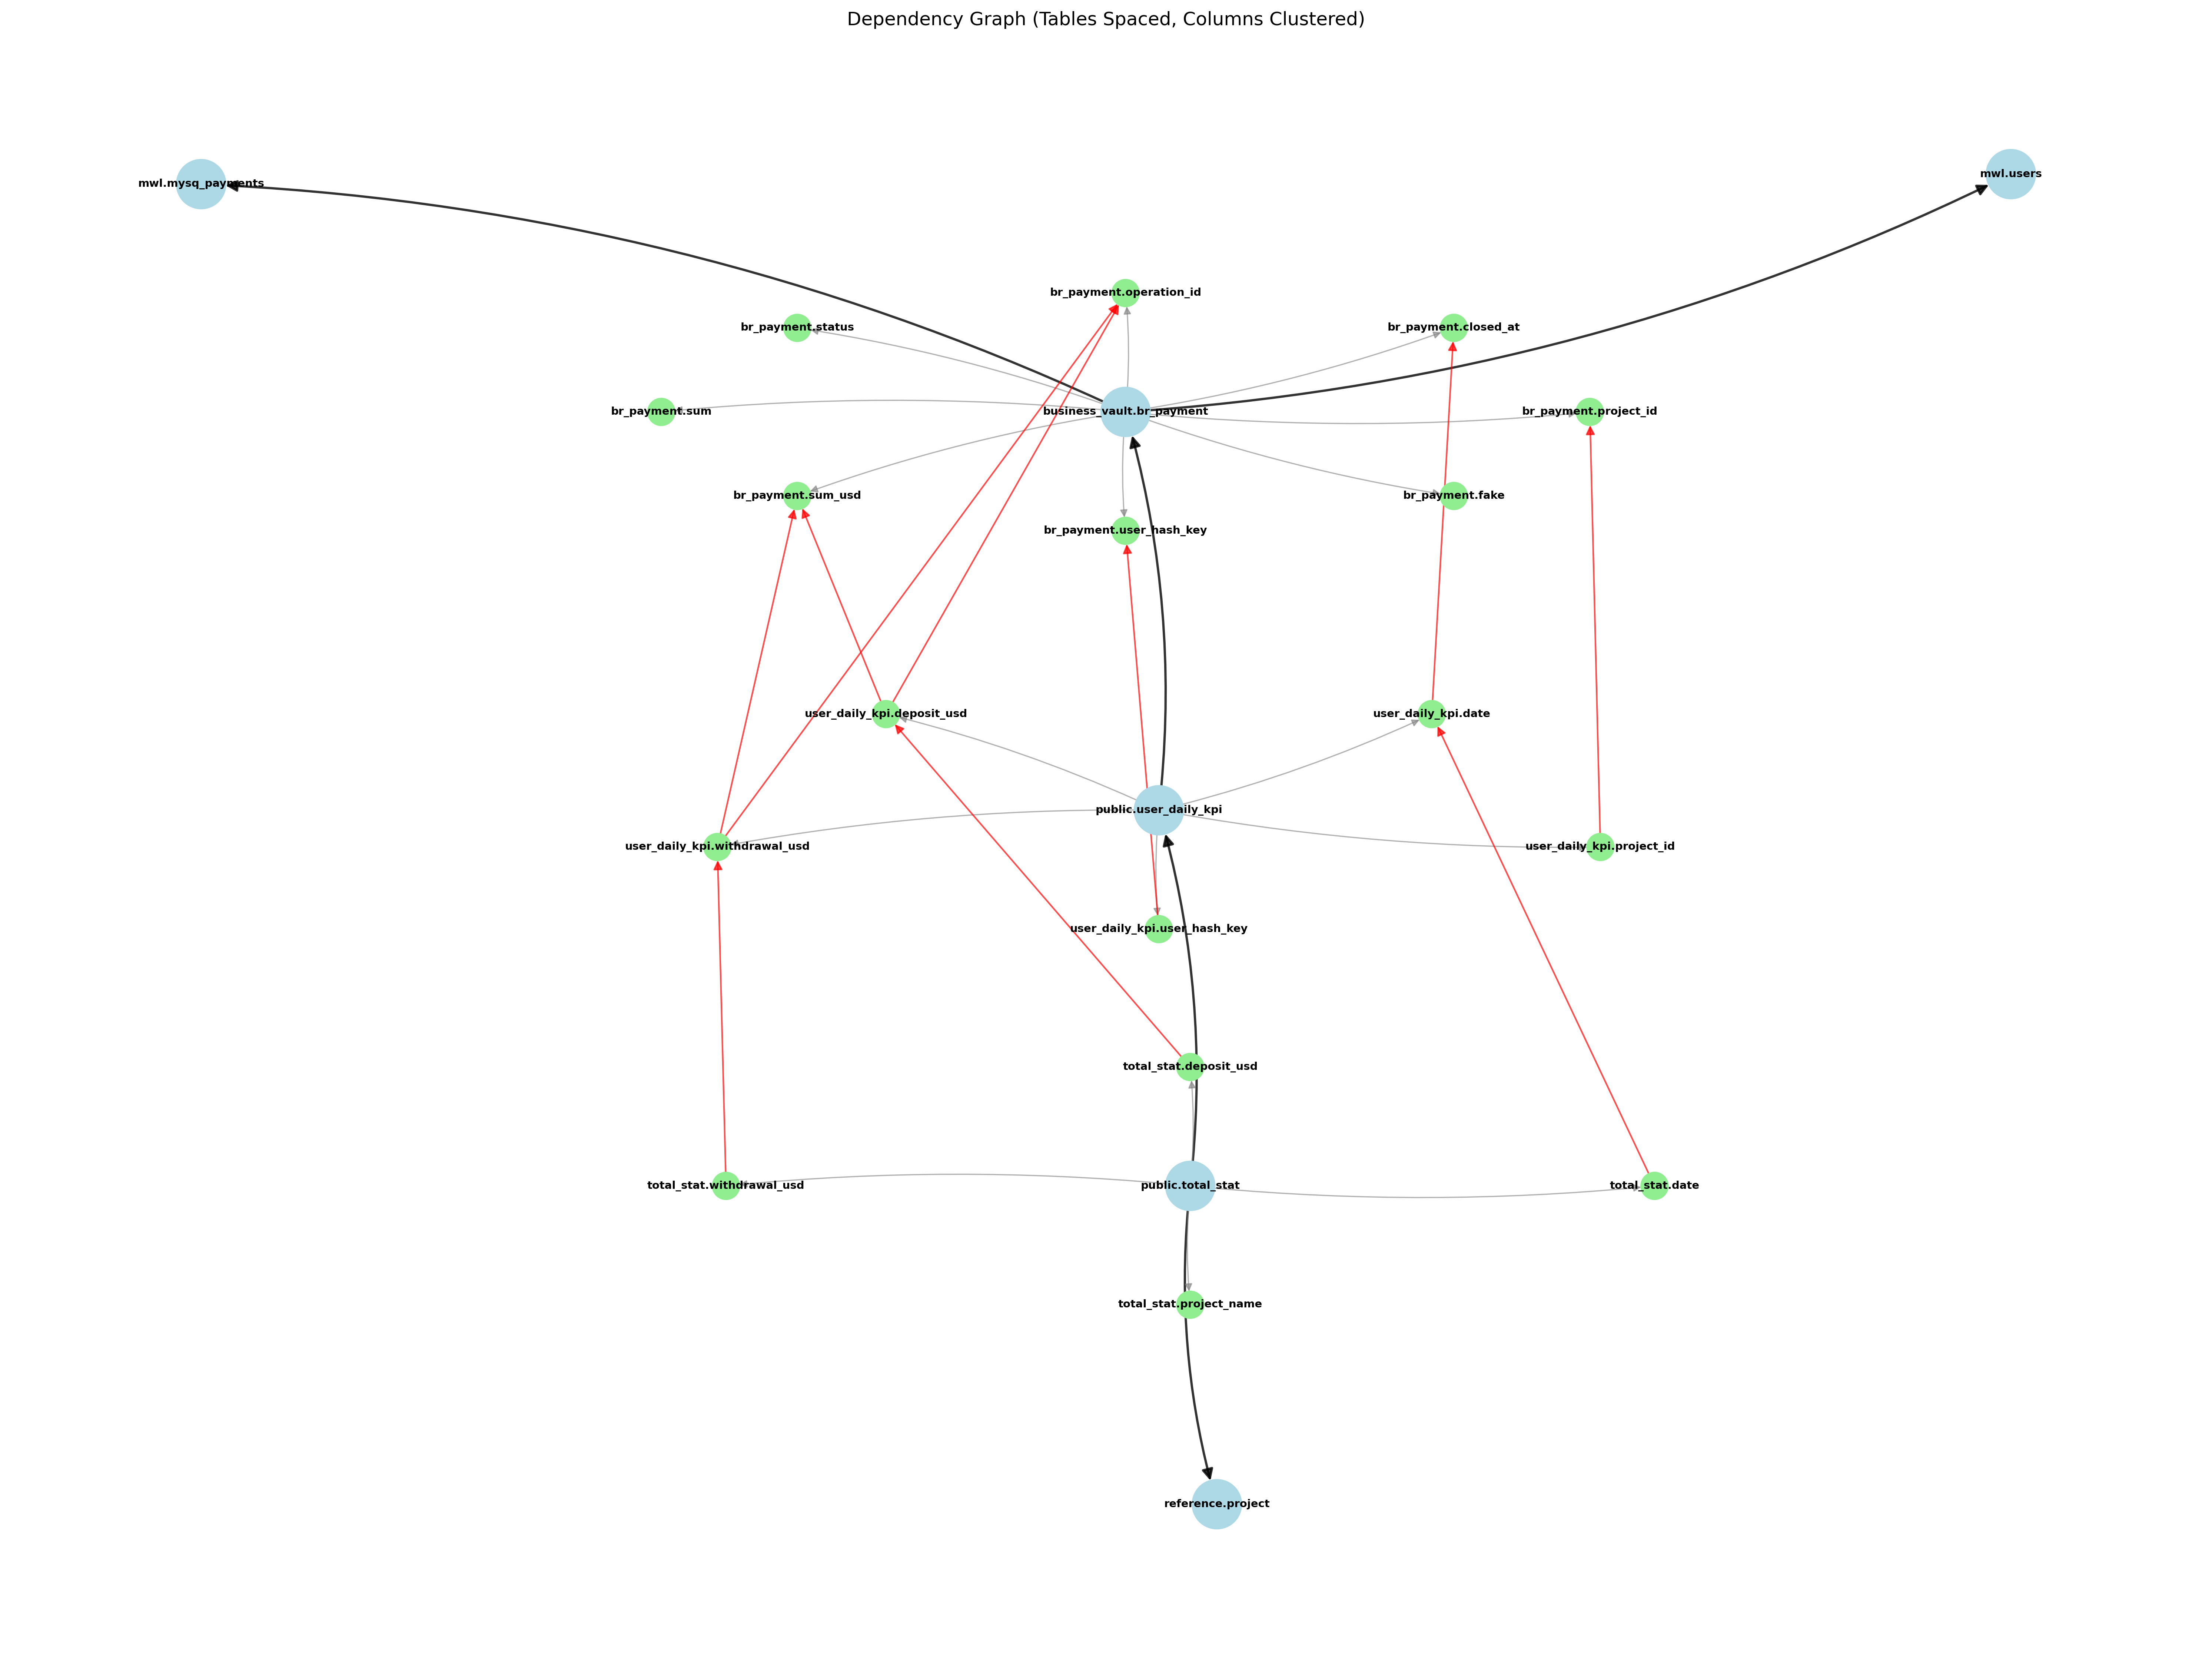 Dependency Graph (Tables Spaced, Columns Clustered)
mwl.users
mwl.mysq_payments
br_payment.operation_id
br_payment.status
br_payment.closed_at
br_payment.sum
business_vault.br_payment
br_payment.project_id
br_payment.sum_usd
br_payment.fake
br_payment.user_hash_key
user_daily_kpi.deposit_usd
user_daily_kpi.date
public.user_daily_kpi
user_daily_kpi.withdrawal_usd
user_daily_kpi.project_id
user_daily_kpi.user_hash_key
total_stat.deposit_usd
total_stat.withdrawal_usd
public.total_stat
total_stat.date
total_stat.project_name
reference.project